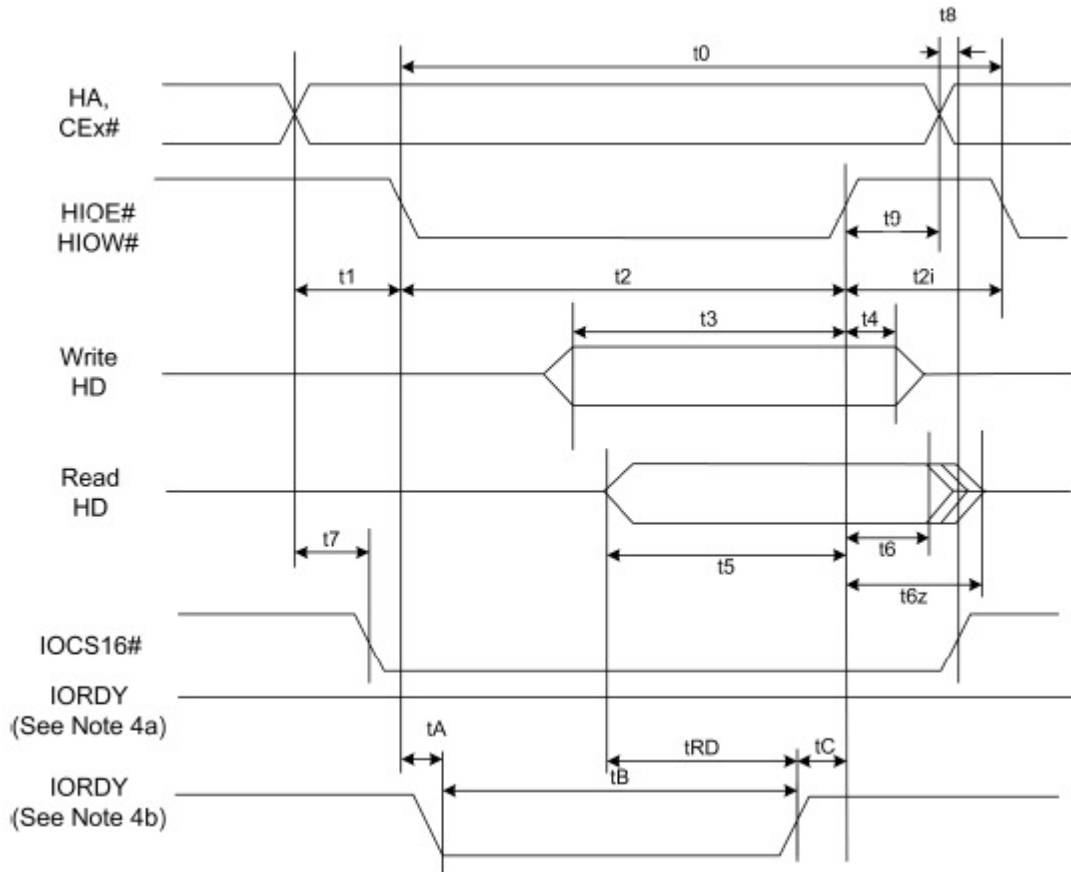 t8
t0
HA,
CEx#
HIOE#
HIOW#
t9
t1
t2
t2i
t3
t4
Write
HD
Read
HD
t7
t6
t5
t6z
IOCS16#
IORDY
(See Note 4a)
tA
tRD
tC
tB
IORDY
(See Note 4b)